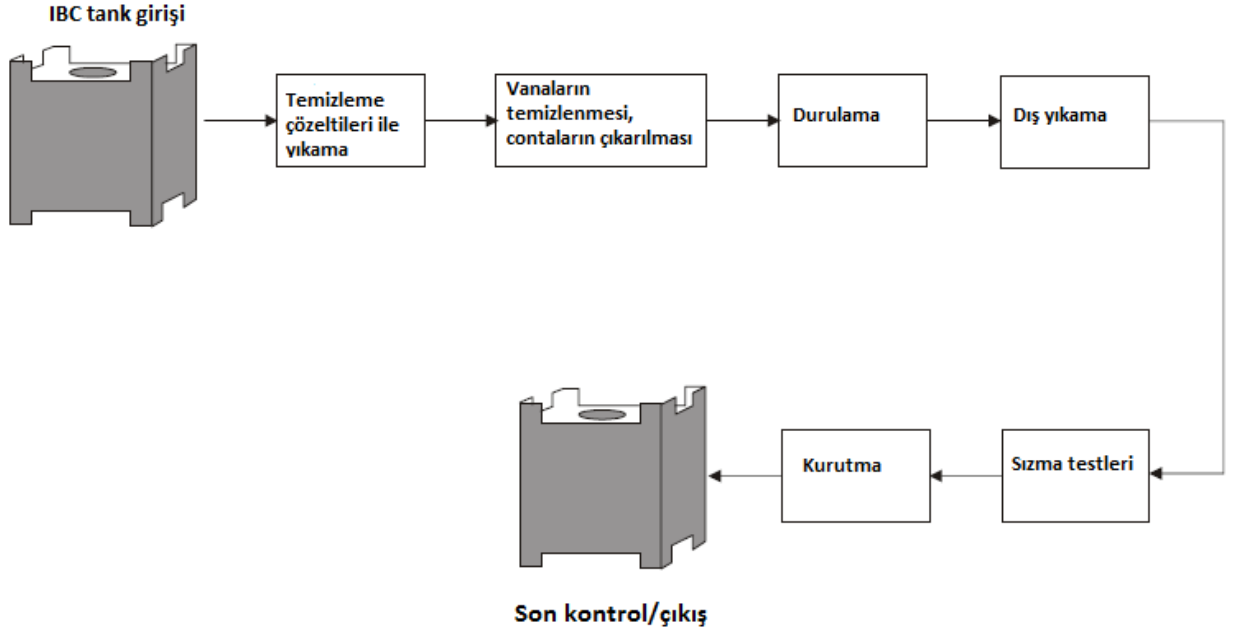 IBC tank girişi
Temizleme
çözeltileri ile
yıkama
Vanaların
temizlenmesi,
contaların çıkarılması
Durulama
Dış yıkama
Sızma testleri
Kurutma
Son kontrol/çıkış